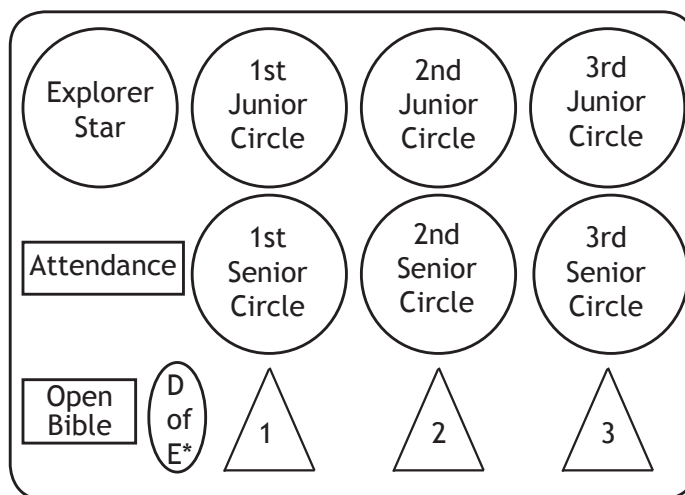 Explorer
Star
1st
Junior
Circle
2nd
Junior
Circle
3rd
Junior
Circle
Attendance
1st
Senior
Circle
2nd
Senior
Circle
3rd
Senior
Circle
Open
Bible
D
of
E*
1
2
3